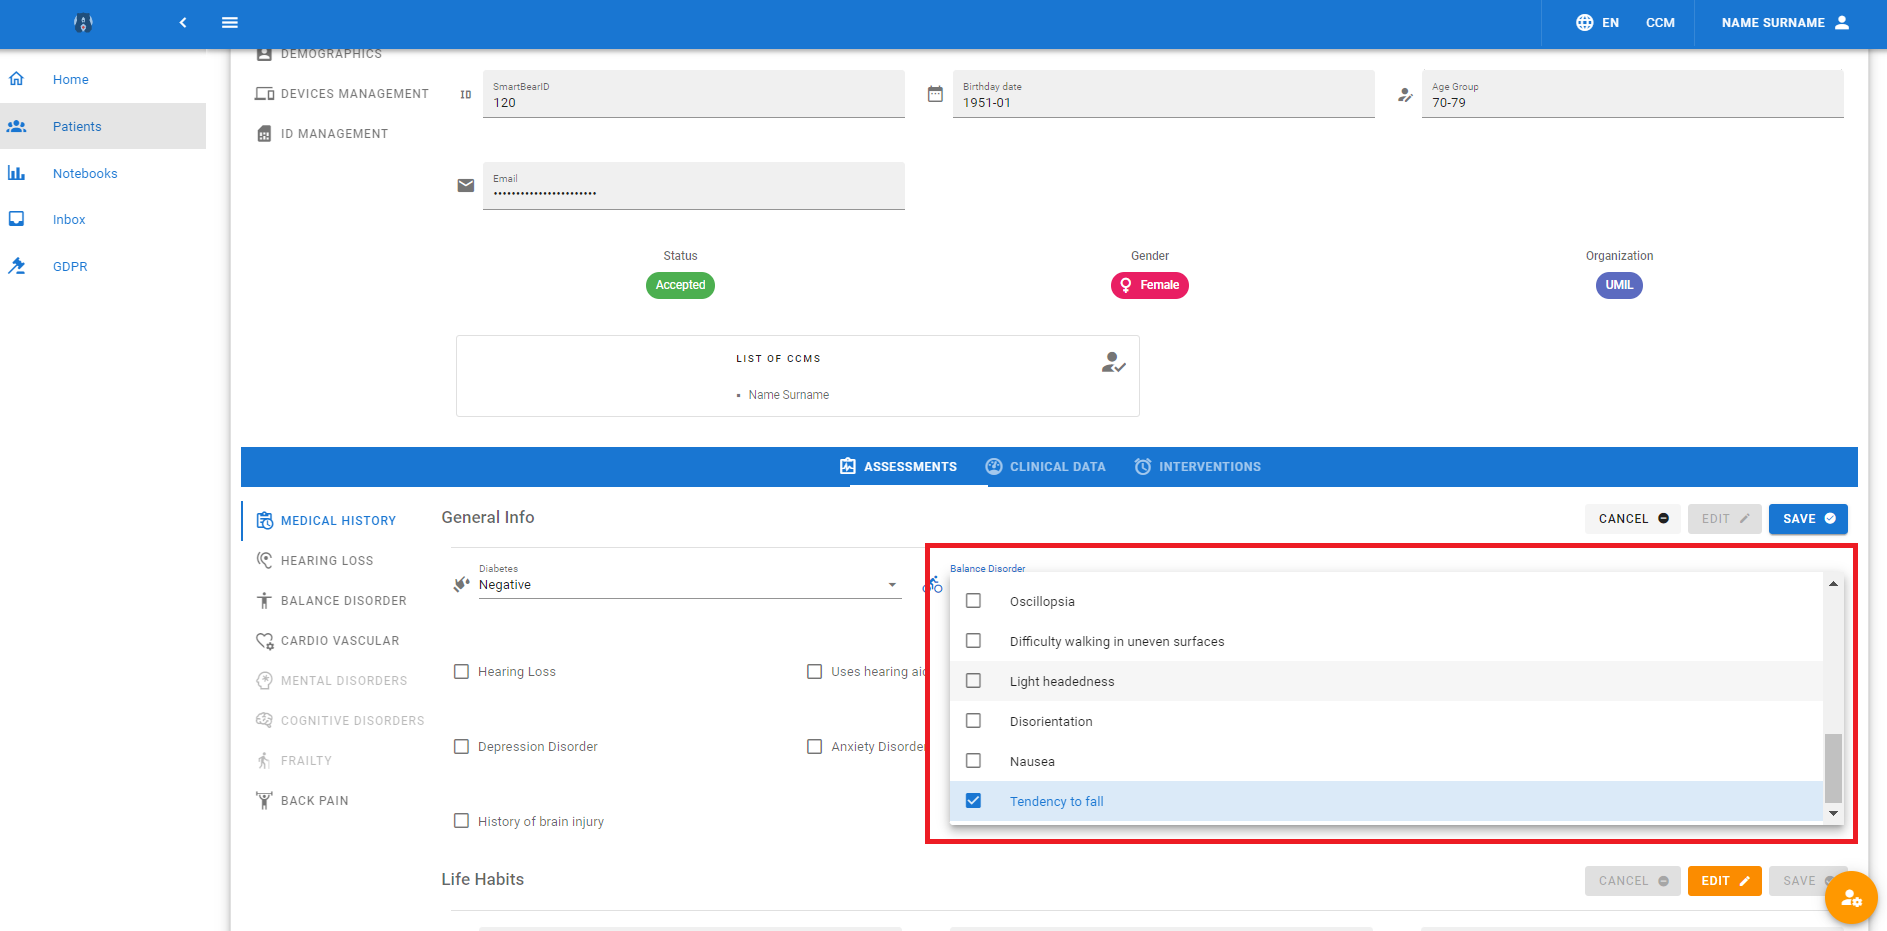 EN
CCM
NAME SURNAME
Home
Patients
Notebooks
Inbox
GDPR
DEMOGRAPHICS
DEVICES MANAGEMENT
ID MANAGEMENT
ID
SmartBearID
120
Birthday date
1951-01
Age Group
70-79
Email
•••••••••••••••••••••••
Status
Accepted
Gender
Female
Organization
UMIL
LIST OF CCMS
▪ Name Surname
ASSESSMENTS
CLINICAL DATA
INTERVENTIONS
MEDICAL HISTORY
HEARING LOSS
BALANCE DISORDER
CARDIO VASCULAR
MENTAL DISORDERS
COGNITIVE DISORDERS
FRAILTY
BACK PAIN
General Info
CANCEL
EDIT
SAVE
Diabetes
Negative
Balance Disorder
Oscillopsia
Difficulty walking in uneven surfaces
Light headedness
Disorientation
Nausea
Tendency to fall
Hearing Loss
Uses hearing aid
Depression Disorder
Anxiety Disorder
History of brain injury
Life Habits
CANCEL
EDIT
SAVE